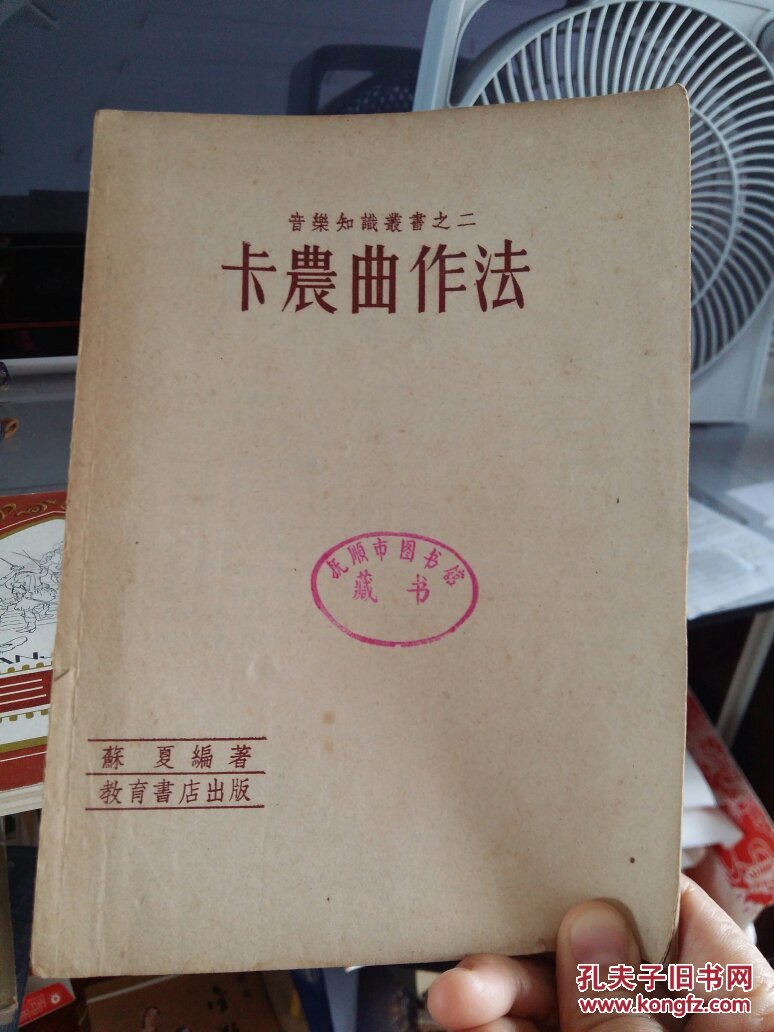 音樂知識叢書之二
卡農曲作法
抚順市图书馆
藏书
蘇夏編著
教育書店出版
孔夫子旧书网
www.kongfz.com